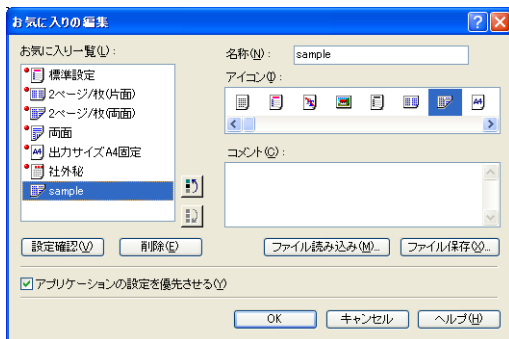 お気に入りの編集
お気に入り一覧(L):
標準設定
2ページ/枚(片面)
2ページ/枚(両面)
両面
出力サイズA4固定
社外秘
sample
設定確認(V)
削除(E)
名称(N):
sample
アイコン(I):
A4
コメント(C):
ファイル読み込み(M)...
ファイル保存(X)...
アプリケーションの設定を優先させる(Y)
OK
キャンセル
ヘルプ(H)